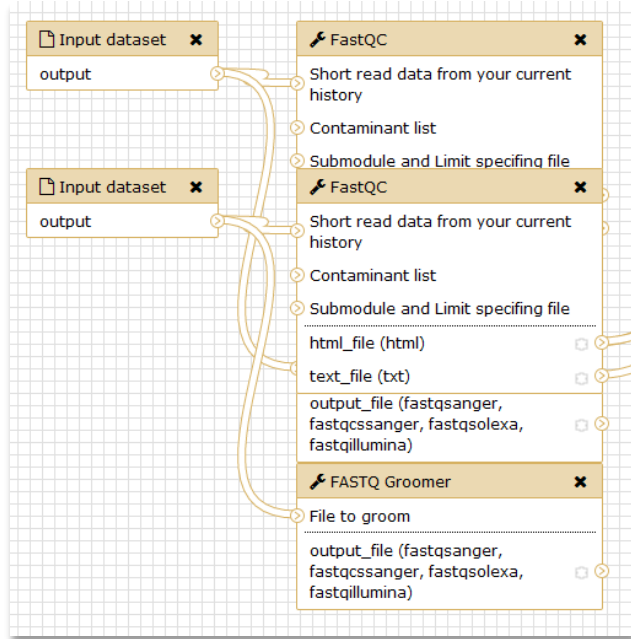 Input dataset
output
FastQC
Short read data from your current
history
Contaminant list
Submodule and Limit specifing file
Input dataset
output
FastQC
Short read data from your current
history
Contaminant list
Submodule and Limit specifing file
html_file (html)
text_file (txt)
output_file (fastqsanger,
fastqcssanger, fastqsolexa,
fastqillumina)
FASTQ Groomer
File to groom
output_file (fastqsanger,
fastqcssanger, fastqsolexa,
fastqillumina)